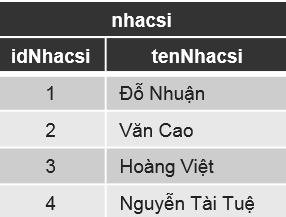 nhacsi
idNhacsi tenNhacsi
1 Đỗ Nhuận
2 Văn Cao
3 Hoàng Việt
4 Nguyễn Tài Tuệ